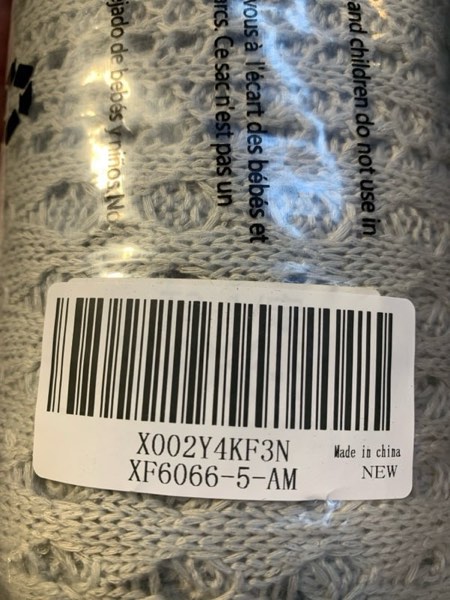 and children do not use in
vous à l'écart des bébés et
arcs. Ce sac n'est pas un
jado de bebés y niños. No
X002Y4KF3N
XF6066-5-AM
Made in china
NEW